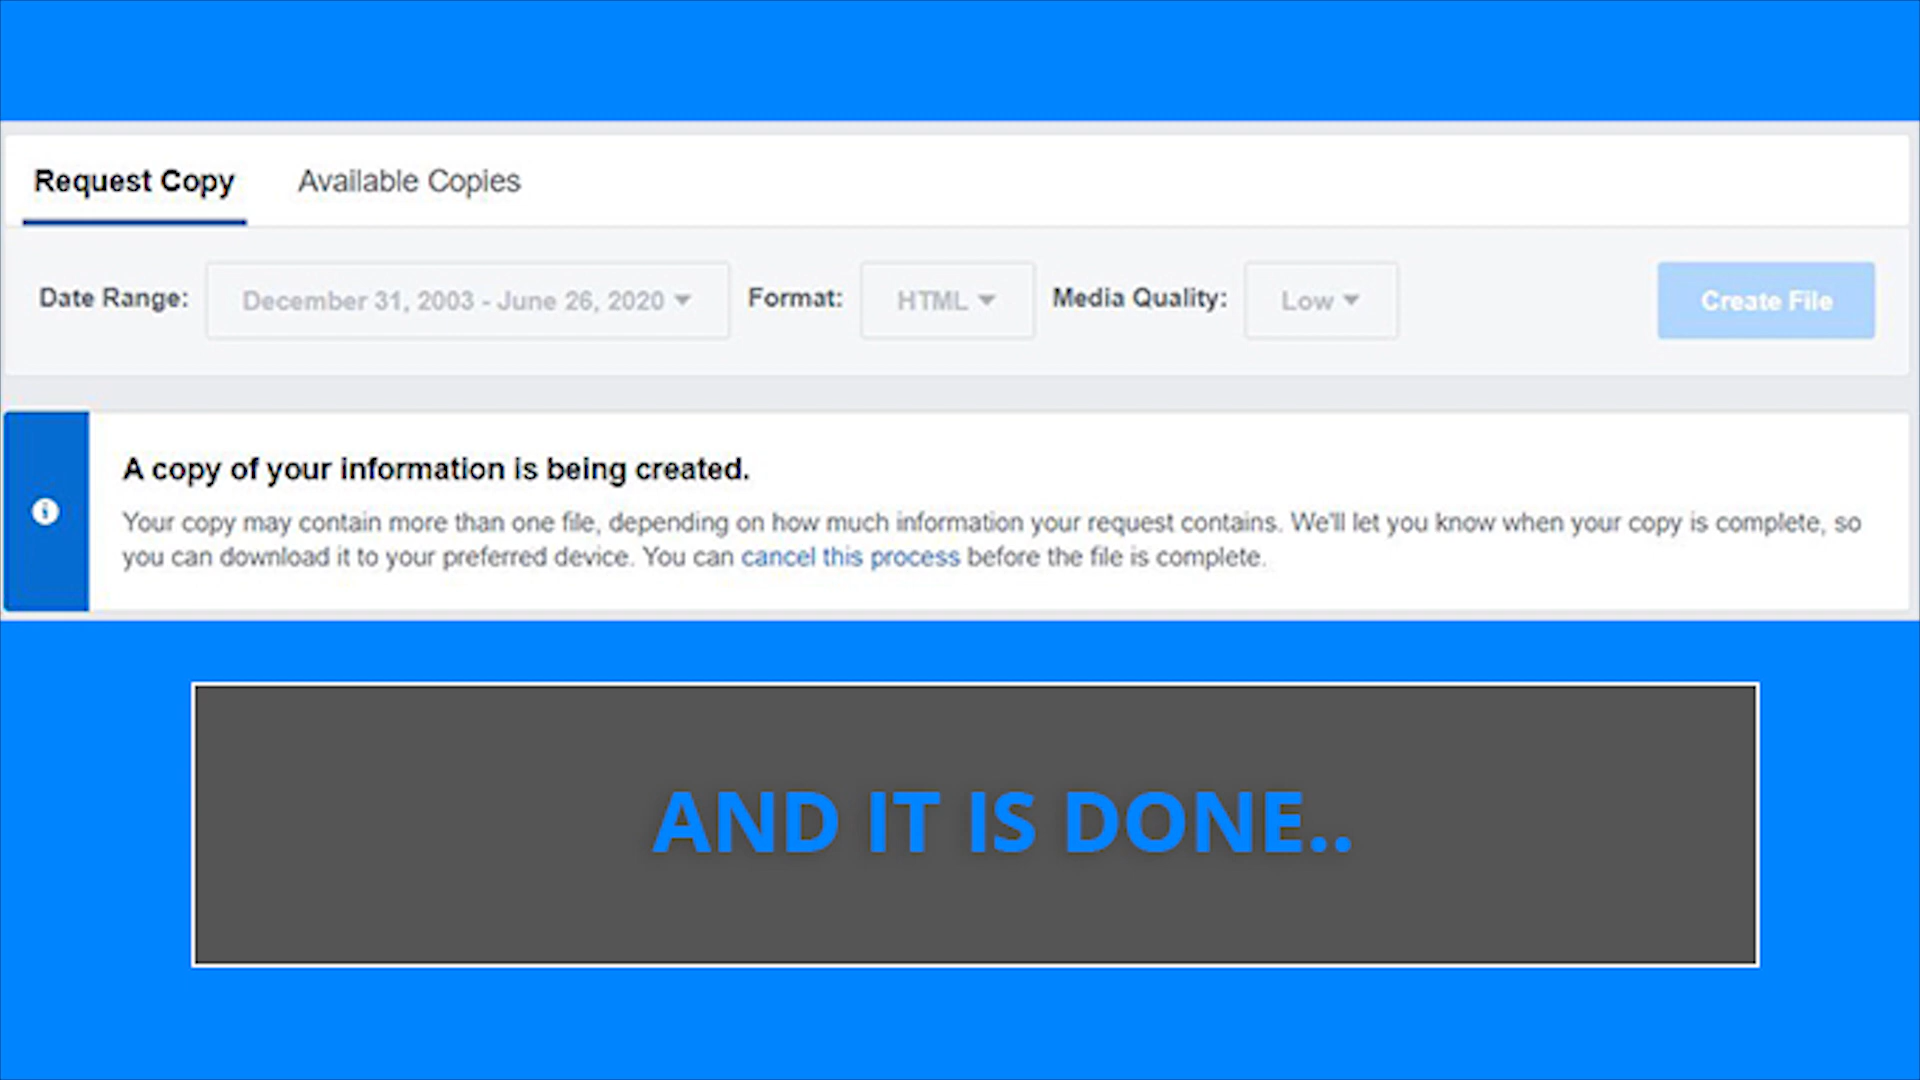 Request Copy Available Copies
Date Range: December 31, 2003 - June 26, 2020 Format: HTML Media Quality: Low Create File
A copy of your information is being created.
Your copy may contain more than one file, depending on how much information your request contains. We'll let you know when your copy is complete, so
you can download it to your preferred device. You can cancel this process before the file is complete.
AND IT IS DONE..